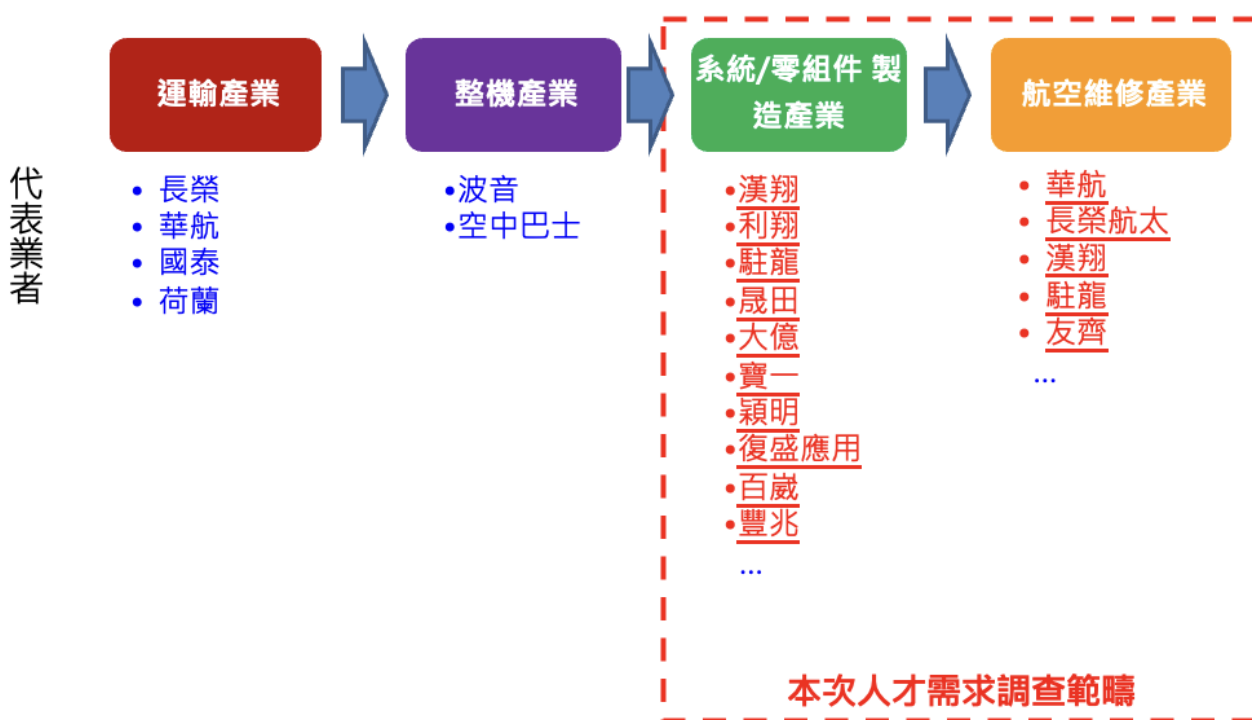 運輸產業
整機產業
系統/零組件 製
造產業
航空維修產業
代表業者
• 長榮
• 華航
• 國泰
• 荷蘭
•波音
•空中巴士
•漢翔
•利翔
•駐龍
•晟田
•大億
•寶一
•穎明
•復盛應用
•百崴
•豐兆
...
• 華航
• 長榮航太
• 漢翔
• 駐龍
• 友齊
...
本次人才需求調查範疇